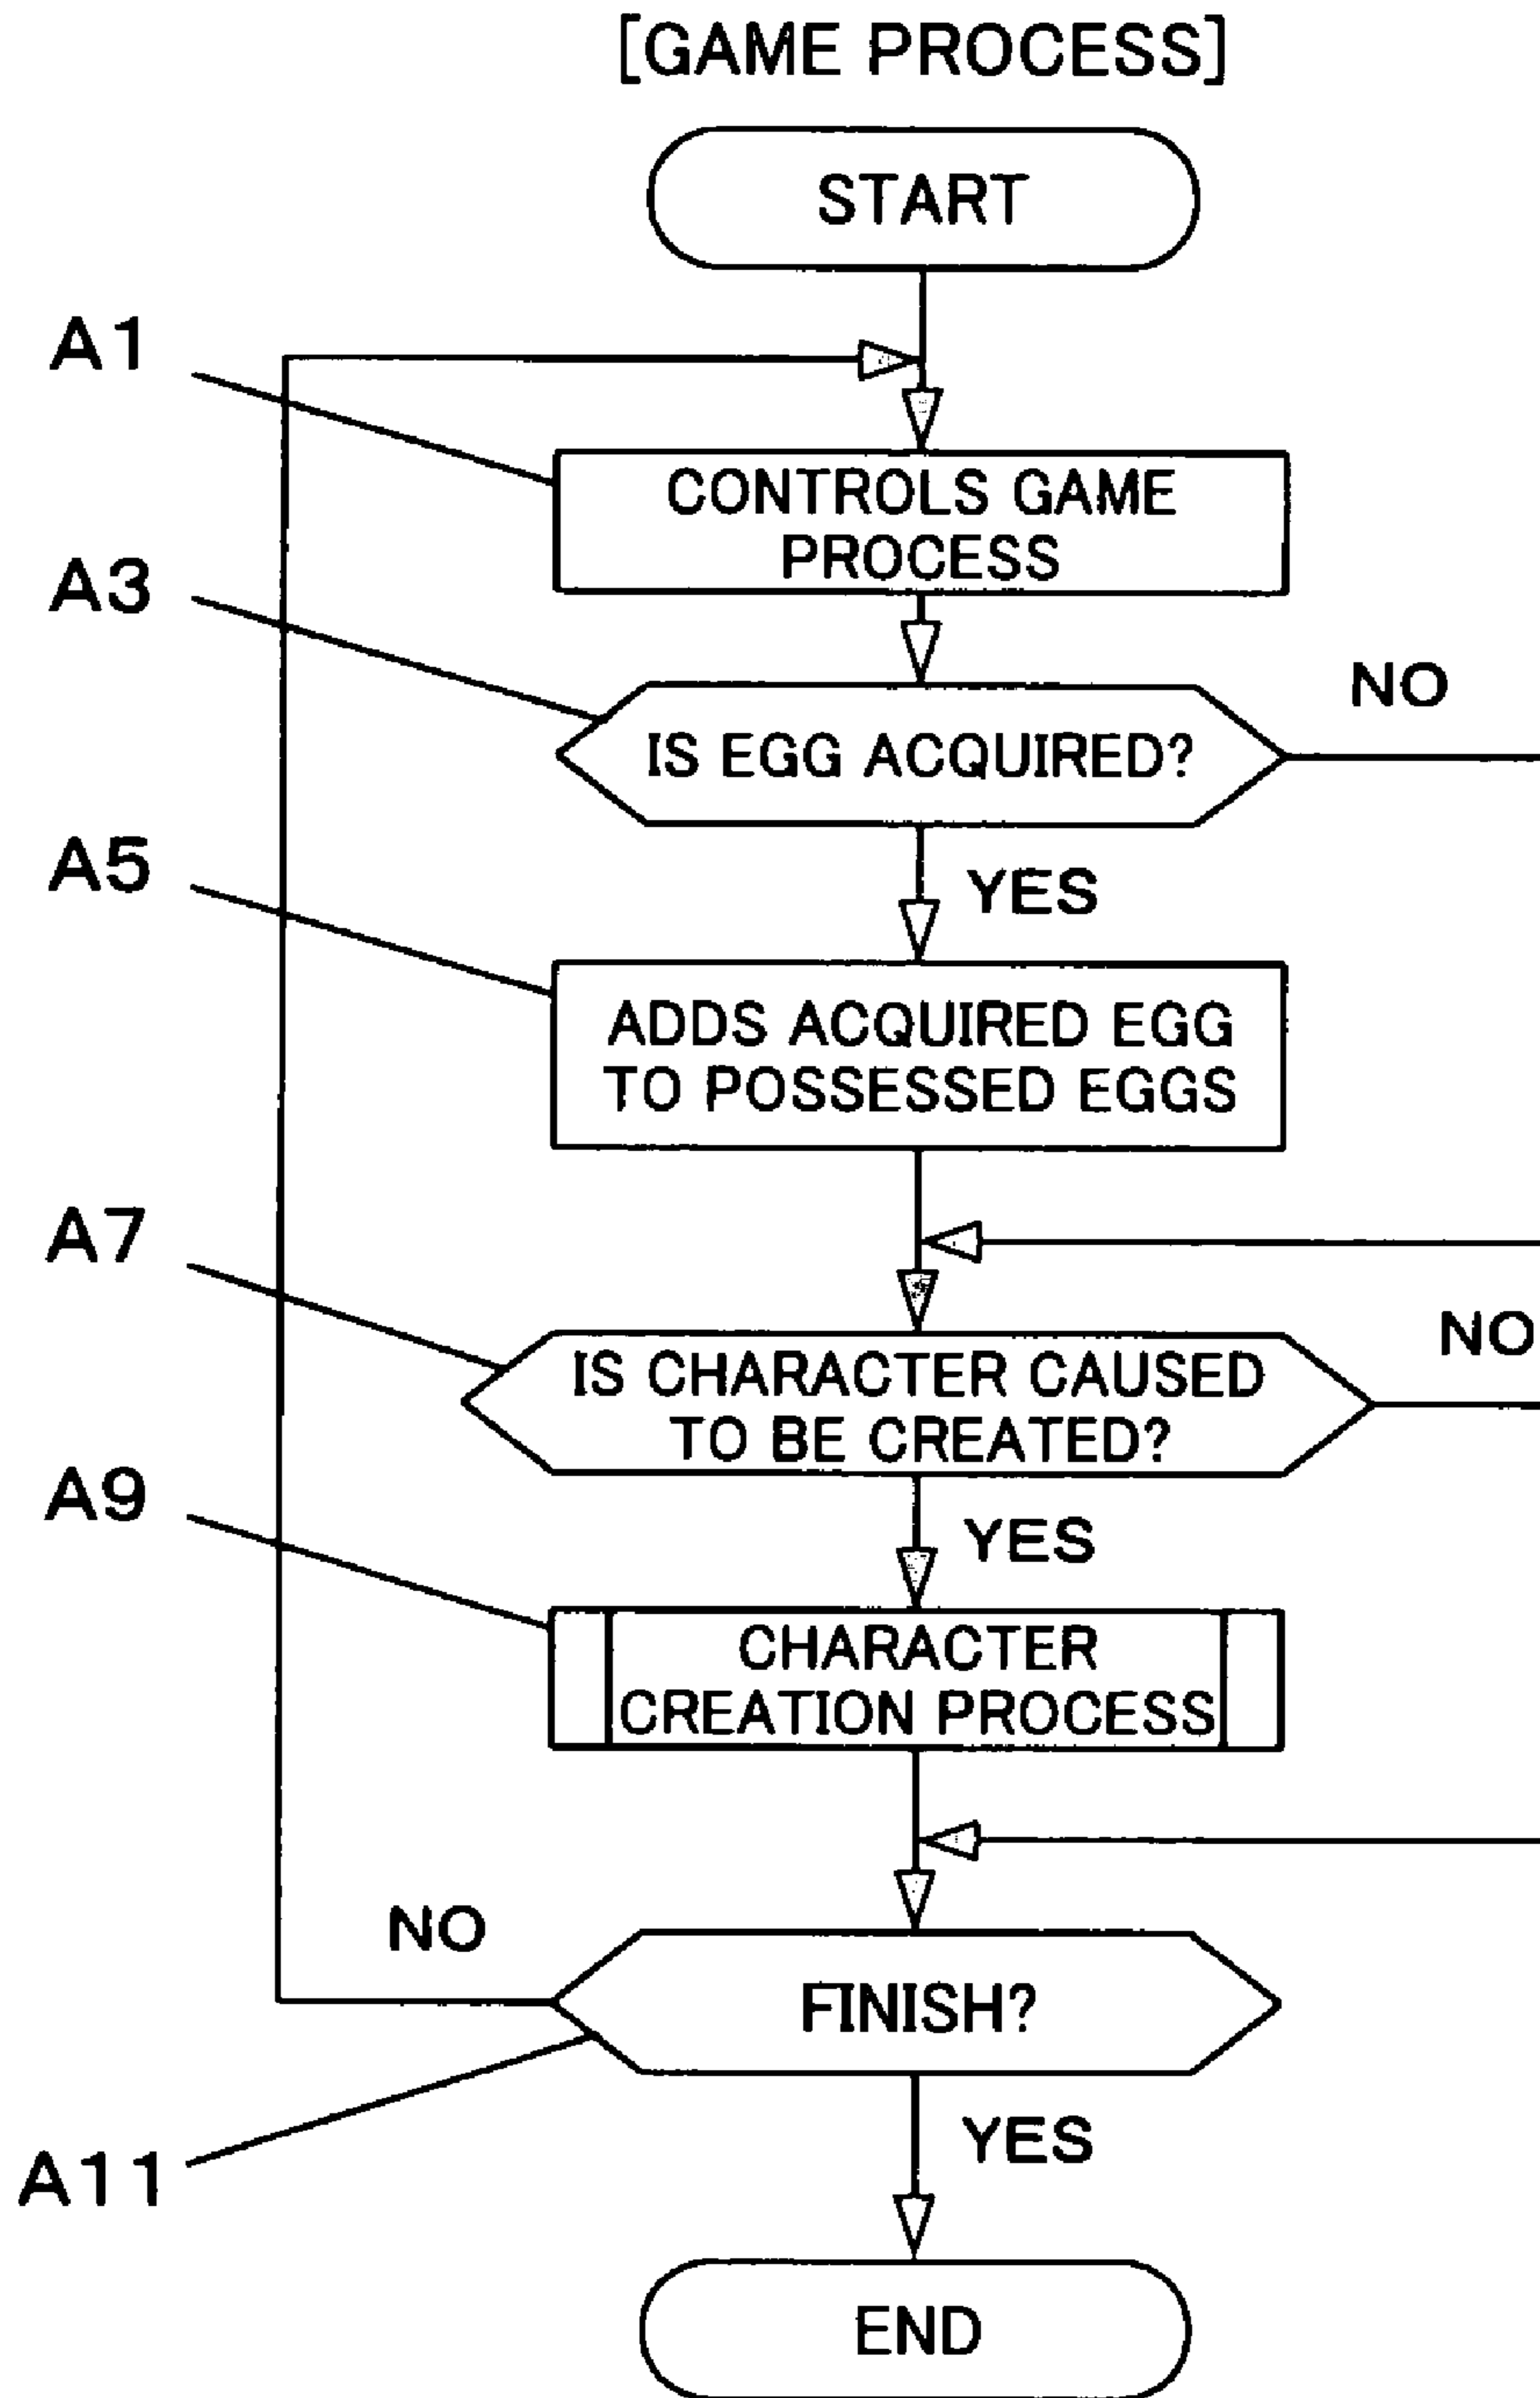 [GAME PROCESS]
START
A1
CONTROLS GAME
PROCESS
A3
NO
IS EGG ACQUIRED?
A5
YES
ADDS ACQUIRED EGG
TO POSSESSED EGGS
A7
NO
IS CHARACTER CAUSED
TO BE CREATED?
A9
YES
CHARACTER
CREATION PROCESS
NO
FINISH?
A11
YES
END